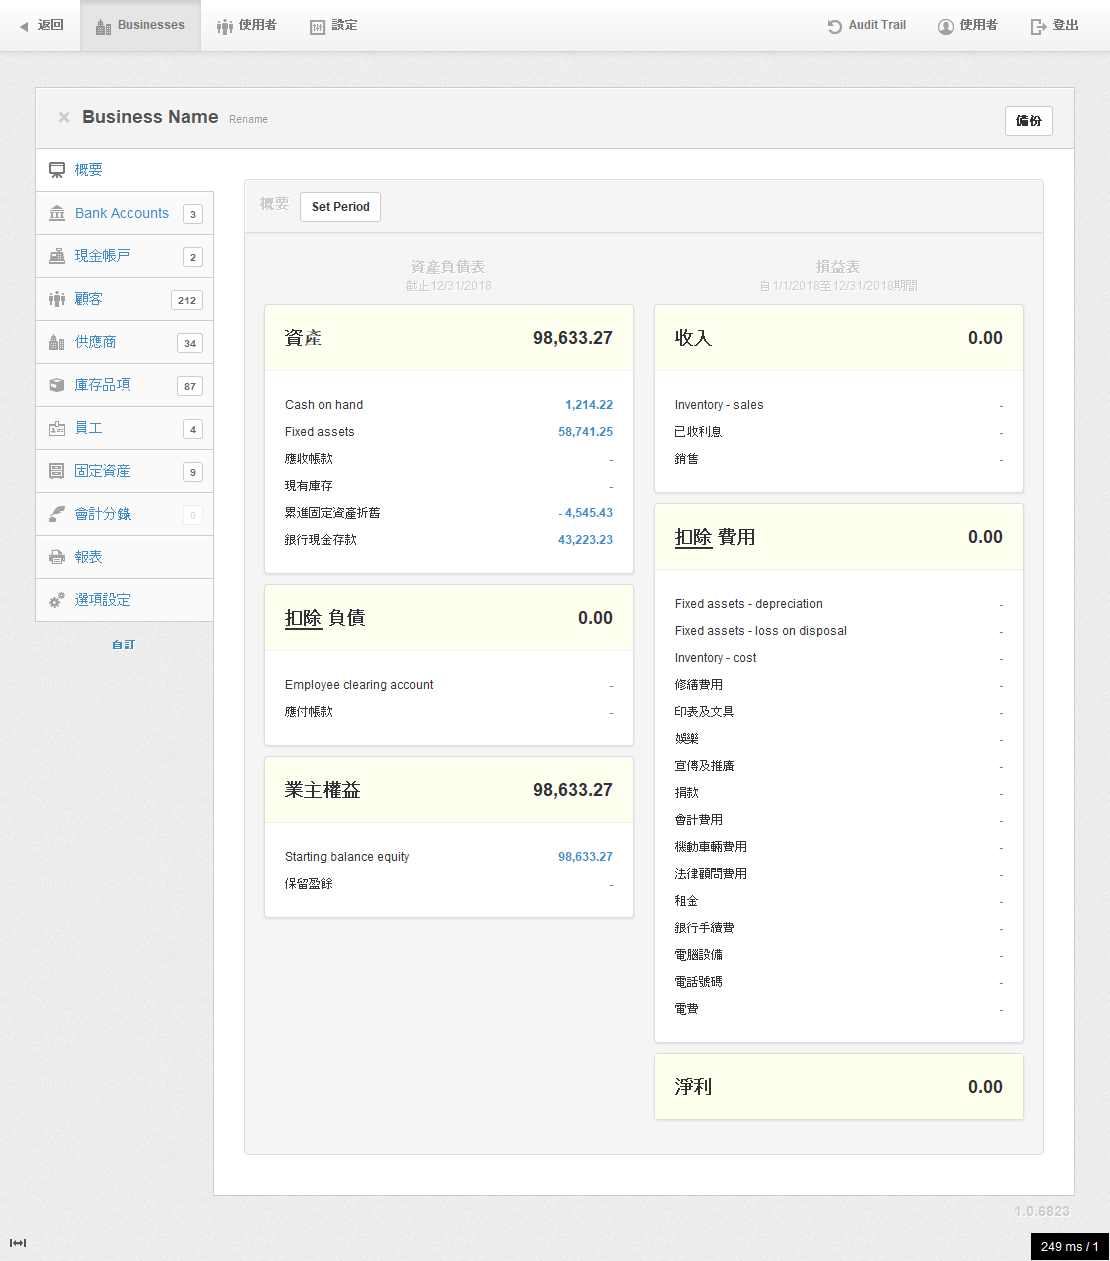 返回 Businesses 使用者 設定 Audit Trail 使用者 登出
× Business Name Rename 備份
概要
Bank Accounts 3
現金帳戶 2
顧客 212
供應商 34
庫存品項 87
員工 4
固定資產 9
會計分錄 0
報表
選項設定
自訂
概要 Set Period
資產負債表
截止12/31/2018
資產 98,633.27
Cash on hand 1,214.22
Fixed assets 58,741.25
應收帳款 -
現有庫存 -
累進固定資產折舊 - 4,545.43
銀行現金存款 43,223.23
扣除 負債 0.00
Employee clearing account -
應付帳款 -
業主權益 98,633.27
Starting balance equity 98,633.27
保留盈餘 -
損益表
自1/1/2018至12/31/2018期間
收入 0.00
Inventory - sales -
已收利息 -
銷售 -
扣除 費用 0.00
Fixed assets - depreciation -
Fixed assets - loss on disposal -
Inventory - cost -
修繕費用 -
印表及文具 -
娛樂 -
宣傳及推廣 -
捐款 -
會計費用 -
機動車輛費用 -
法律顧問費用 -
租金 -
銀行手續費 -
電腦設備 -
電話號碼 -
電費 -
淨利 0.00
1.0.6823
249 ms / 1